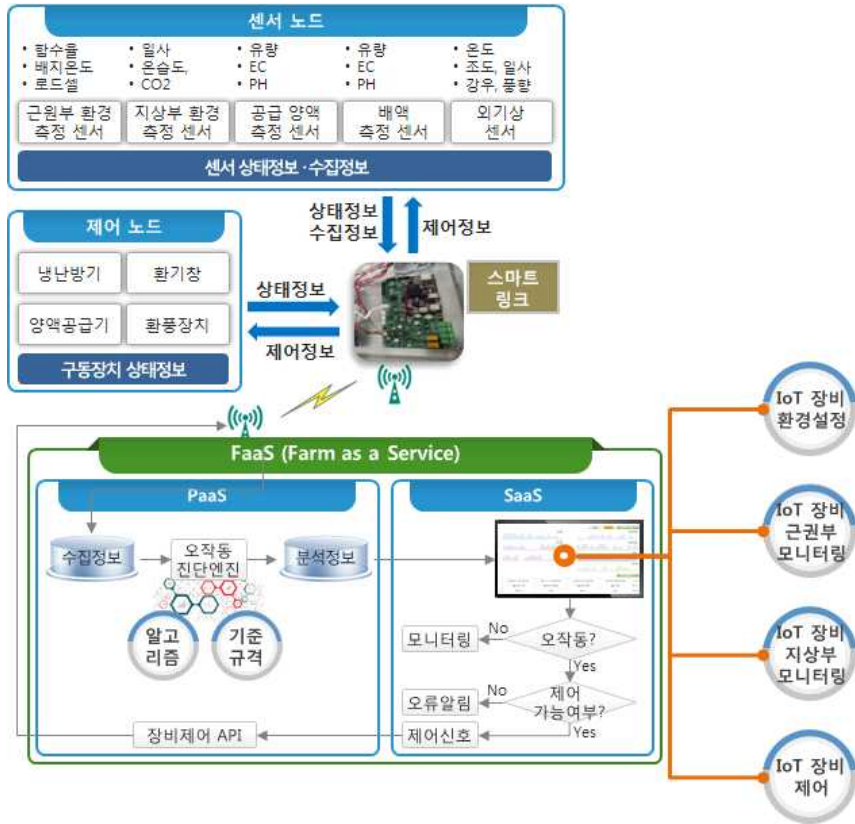 센서 노드
• 함수율
• 배지온도
• 로드셀
• 일사
• 온습도,
• CO2
• 유량
• EC
• PH
• 유량
• EC
• PH
• 온도
• 조도, 일사
• 강우, 풍향
근원부 환경
측정 센서
지상부 환경
측정 센서
공급 양액
측정 센서
배액
측정 센서
외기상
센서
센서 상태정보 · 수집정보
상태정보
수집정보
제어정보
제어 노드
냉난방기
환기창
양액공급기
환풍장치
구동장치 상태정보
상태정보
제어정보
스마트
링크
FaaS (Farm as a Service)
PaaS
수집정보
오작동
진단엔진
분석정보
알고
리즘
기준
규격
장비제어 API
SaaS
오작동?
No
모니터링
Yes
제어
가능여부?
No
오류알림
Yes
제어신호
IoT 장비
환경설정
IoT 장비
근권부
모니터링
IoT 장비
지상부
모니터링
IoT 장비
제어